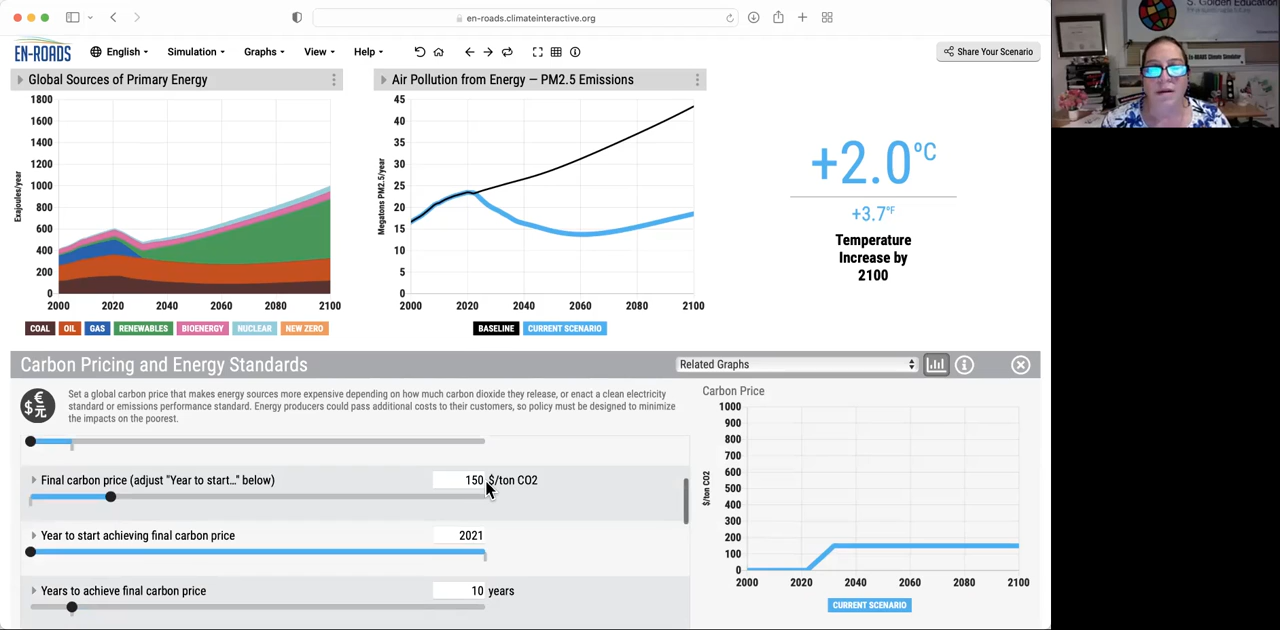 en-roads.climateinteractive.org
EN-ROADS
English
Simulation
Graphs
View
Help
Share Your Scenario
Global Sources of Primary Energy
1800
1600
1400
1200
1000
800
600
400
200
0
Exajoules/year
2000 2020 2040 2060 2080 2100
COAL OIL GAS RENEWABLES BIOENERGY NUCLEAR NEW ZERO
Air Pollution from Energy — PM2.5 Emissions
45
40
35
30
25
20
15
10
5
0
Megatons PM2.5/year
2000 2020 2040 2060 2080 2100
BASELINE CURRENT SCENARIO
+2.0°C
+3.7°F
Temperature
Increase by
2100
Carbon Pricing and Energy Standards
Related Graphs
Set a global carbon price that makes energy sources more expensive depending on how much carbon dioxide they release, or enact a clean electricity
standard or emissions performance standard. Energy producers could pass additional costs to their customers, so policy must be designed to minimize
the impacts on the poorest.
Final carbon price (adjust "Year to start..." below) 150 $/ton CO2
Year to start achieving final carbon price 2021
Years to achieve final carbon price 10 years
Carbon Price
1000
900
800
700
600
500
400
300
200
100
0
$/ton CO2
2000 2020 2040 2060 2080 2100
CURRENT SCENARIO
S. Golden Education